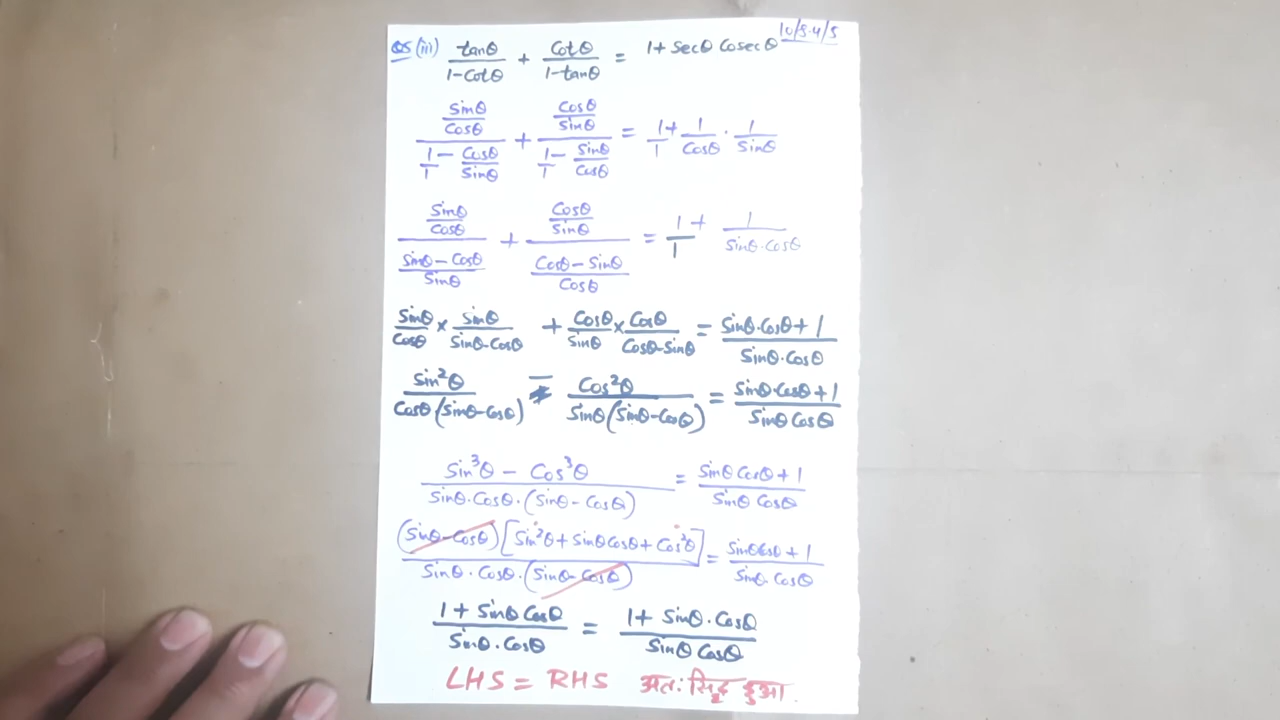 10/8.4/5
Q5 (iii) tanθ/(1-cotθ) + Cotθ/(1-tanθ) = 1+ Secθ Cosecθ
(Sinθ/Cosθ)/(1/1 - Cosθ/Sinθ) + (Cosθ/Sinθ)/(1/1 - Sinθ/Cosθ) = 1/1 + 1/Cosθ · 1/Sinθ
(Sinθ/Cosθ)/((Sinθ-Cosθ)/Sinθ) + (Cosθ/Sinθ)/((Cosθ-Sinθ)/Cosθ) = 1/1 + 1/(Sinθ·Cosθ)
Sinθ/Cosθ × Sinθ/(Sinθ-Cosθ) + Cosθ/Sinθ × Cosθ/(Cosθ-Sinθ) = (Sinθ·Cosθ+1)/(Sinθ·Cosθ)
Sin²θ/(Cosθ(Sinθ-Cosθ)) - Cos²θ/(Sinθ(Sinθ-Cosθ)) = (Sinθ·Cosθ+1)/(Sinθ Cosθ)
(Sin³θ - Cos³θ)/(Sinθ·Cosθ·(Sinθ-Cosθ)) = (Sinθ Cosθ+1)/(Sinθ Cosθ)
(Sinθ-Cosθ)[Sin²θ+Sinθ Cosθ+Cos²θ]/(Sinθ·Cosθ·(Sinθ-Cosθ)) = (Sinθ Cosθ+1)/(Sinθ·Cosθ)
(1+ Sinθ Cosθ)/(Sinθ·Cosθ) = (1+ Sinθ·Cosθ)/(Sinθ Cosθ)
LHS = RHS अतः सिद्ध हुआ.